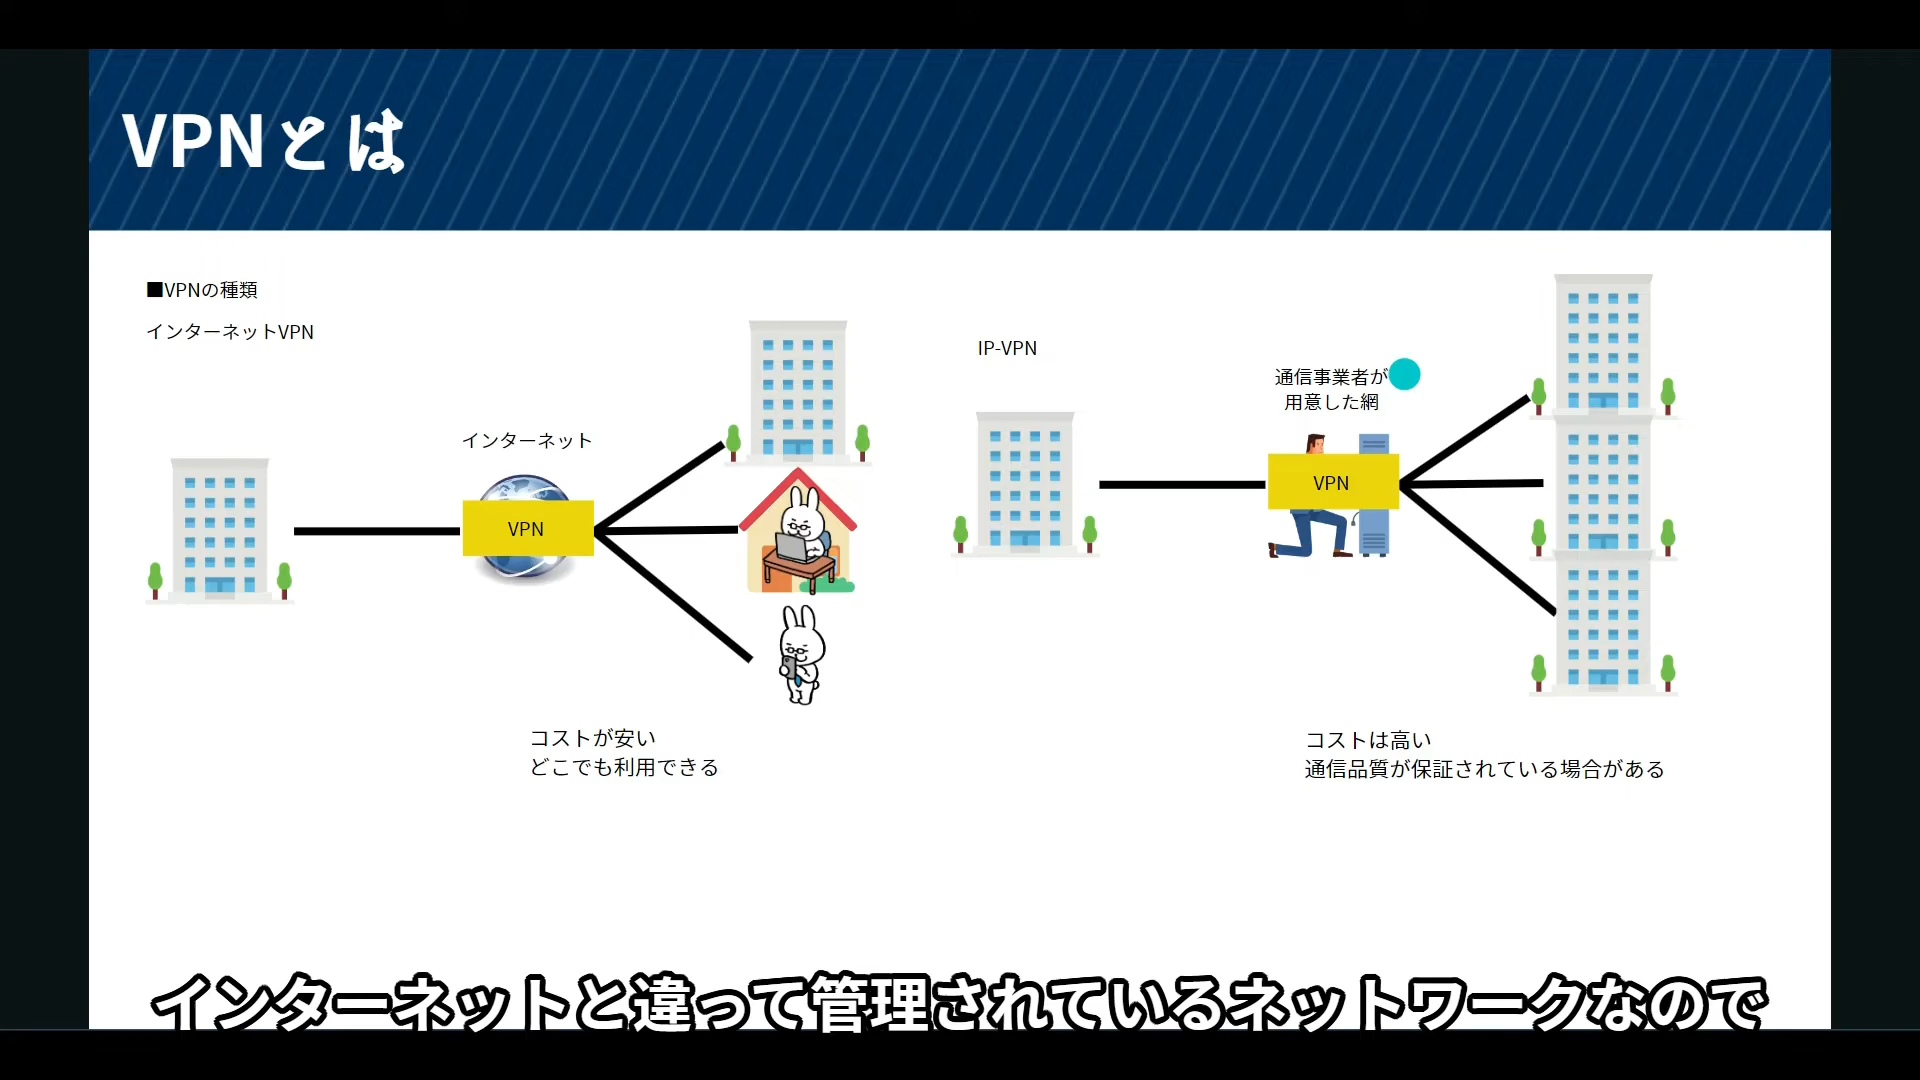 VPNとは
■VPNの種類
インターネットVPN
インターネット
VPN
コストが安い
どこでも利用できる
IP-VPN
通信事業者が
用意した網
VPN
コストは高い
通信品質が保証されている場合がある
インターネットと違って管理されているネットワークなので